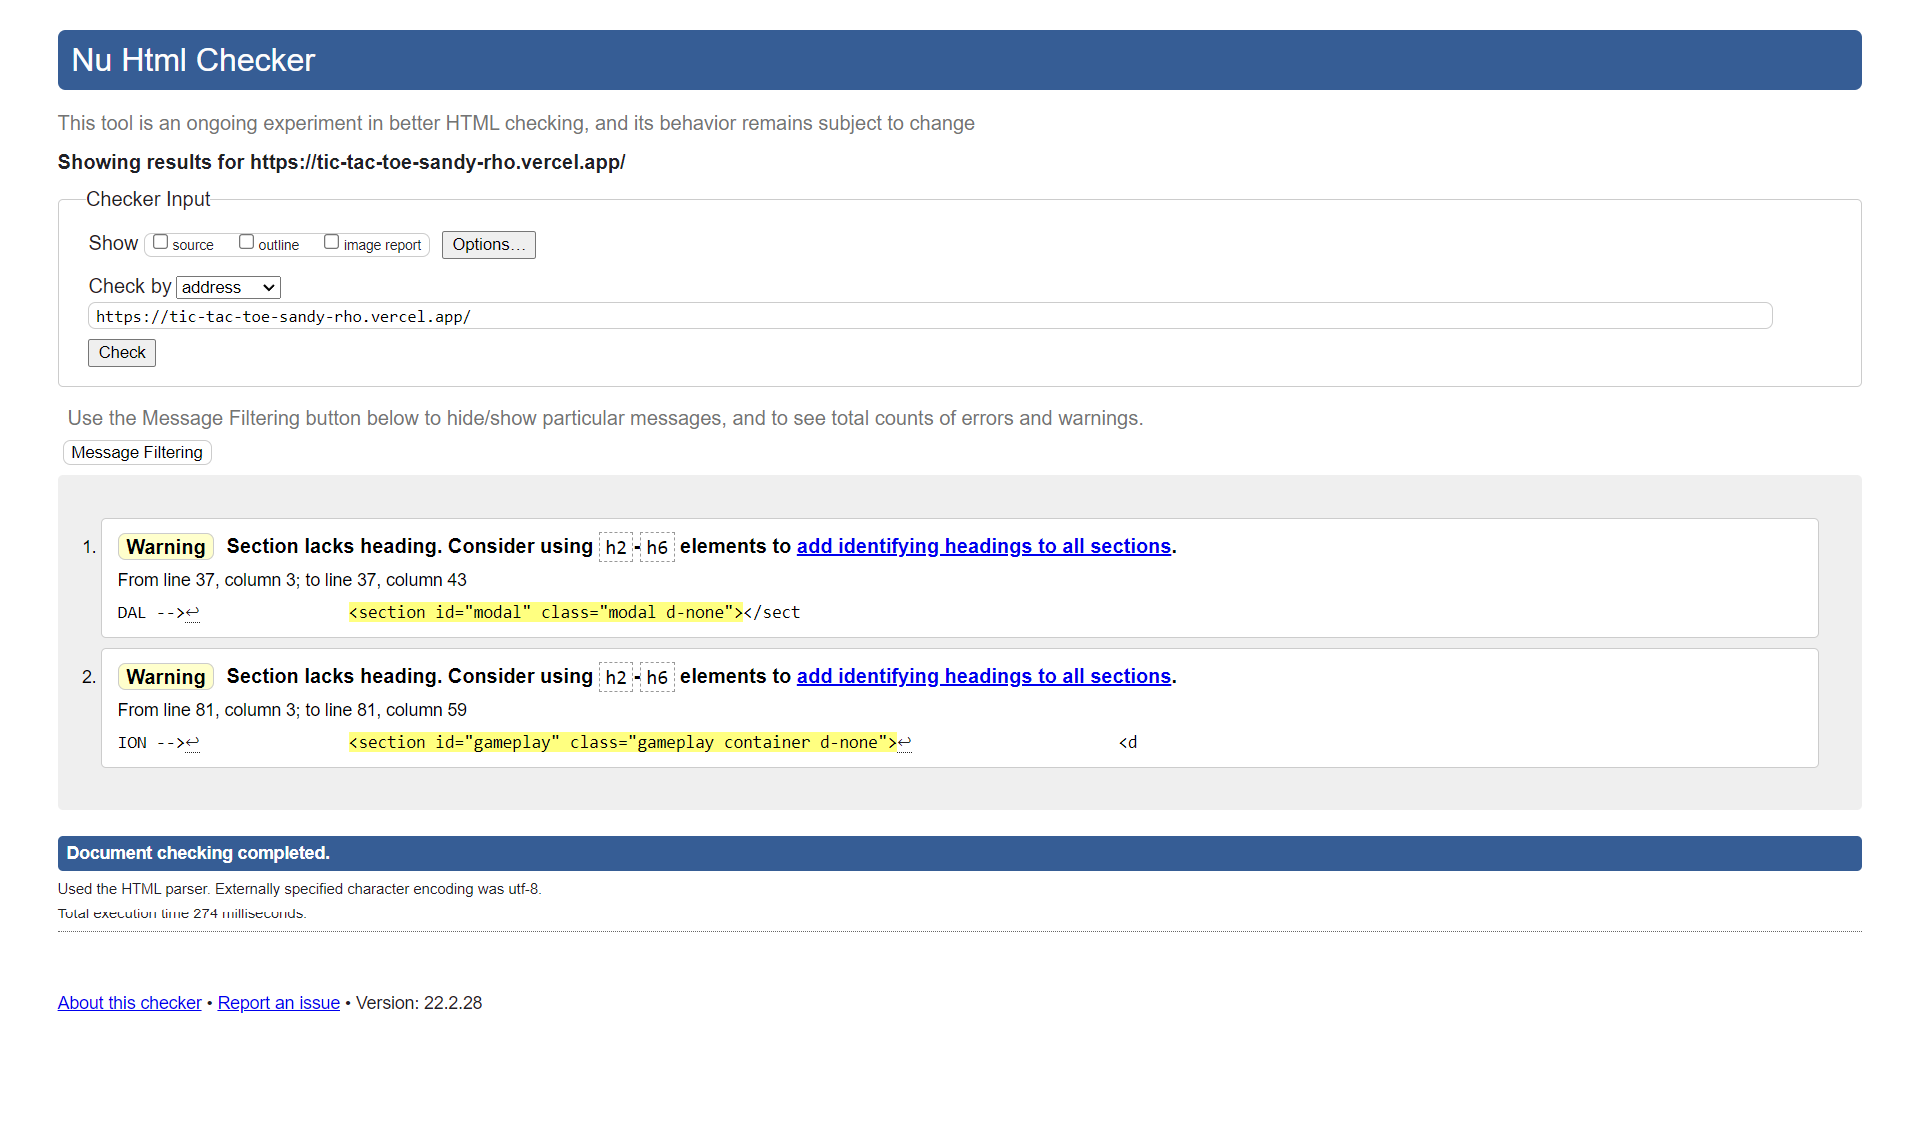 Nu Html Checker
This tool is an ongoing experiment in better HTML checking, and its behavior remains subject to change
Showing results for https://tic-tac-toe-sandy-rho.vercel.app/
Checker Input
Show source outline image report Options...
Check by address
https://tic-tac-toe-sandy-rho.vercel.app/
Check
Use the Message Filtering button below to hide/show particular messages, and to see total counts of errors and warnings.
Message Filtering
1. Warning Section lacks heading. Consider using h2-h6 elements to add identifying headings to all sections.
From line 37, column 3; to line 37, column 43
DAL -->↩ <section id="modal" class="modal d-none"></sect
2. Warning Section lacks heading. Consider using h2-h6 elements to add identifying headings to all sections.
From line 81, column 3; to line 81, column 59
ION -->↩ <section id="gameplay" class="gameplay container d-none">↩ <d
Document checking completed.
Used the HTML parser. Externally specified character encoding was utf-8.
Total execution time 274 milliseconds.
About this checker • Report an issue • Version: 22.2.28